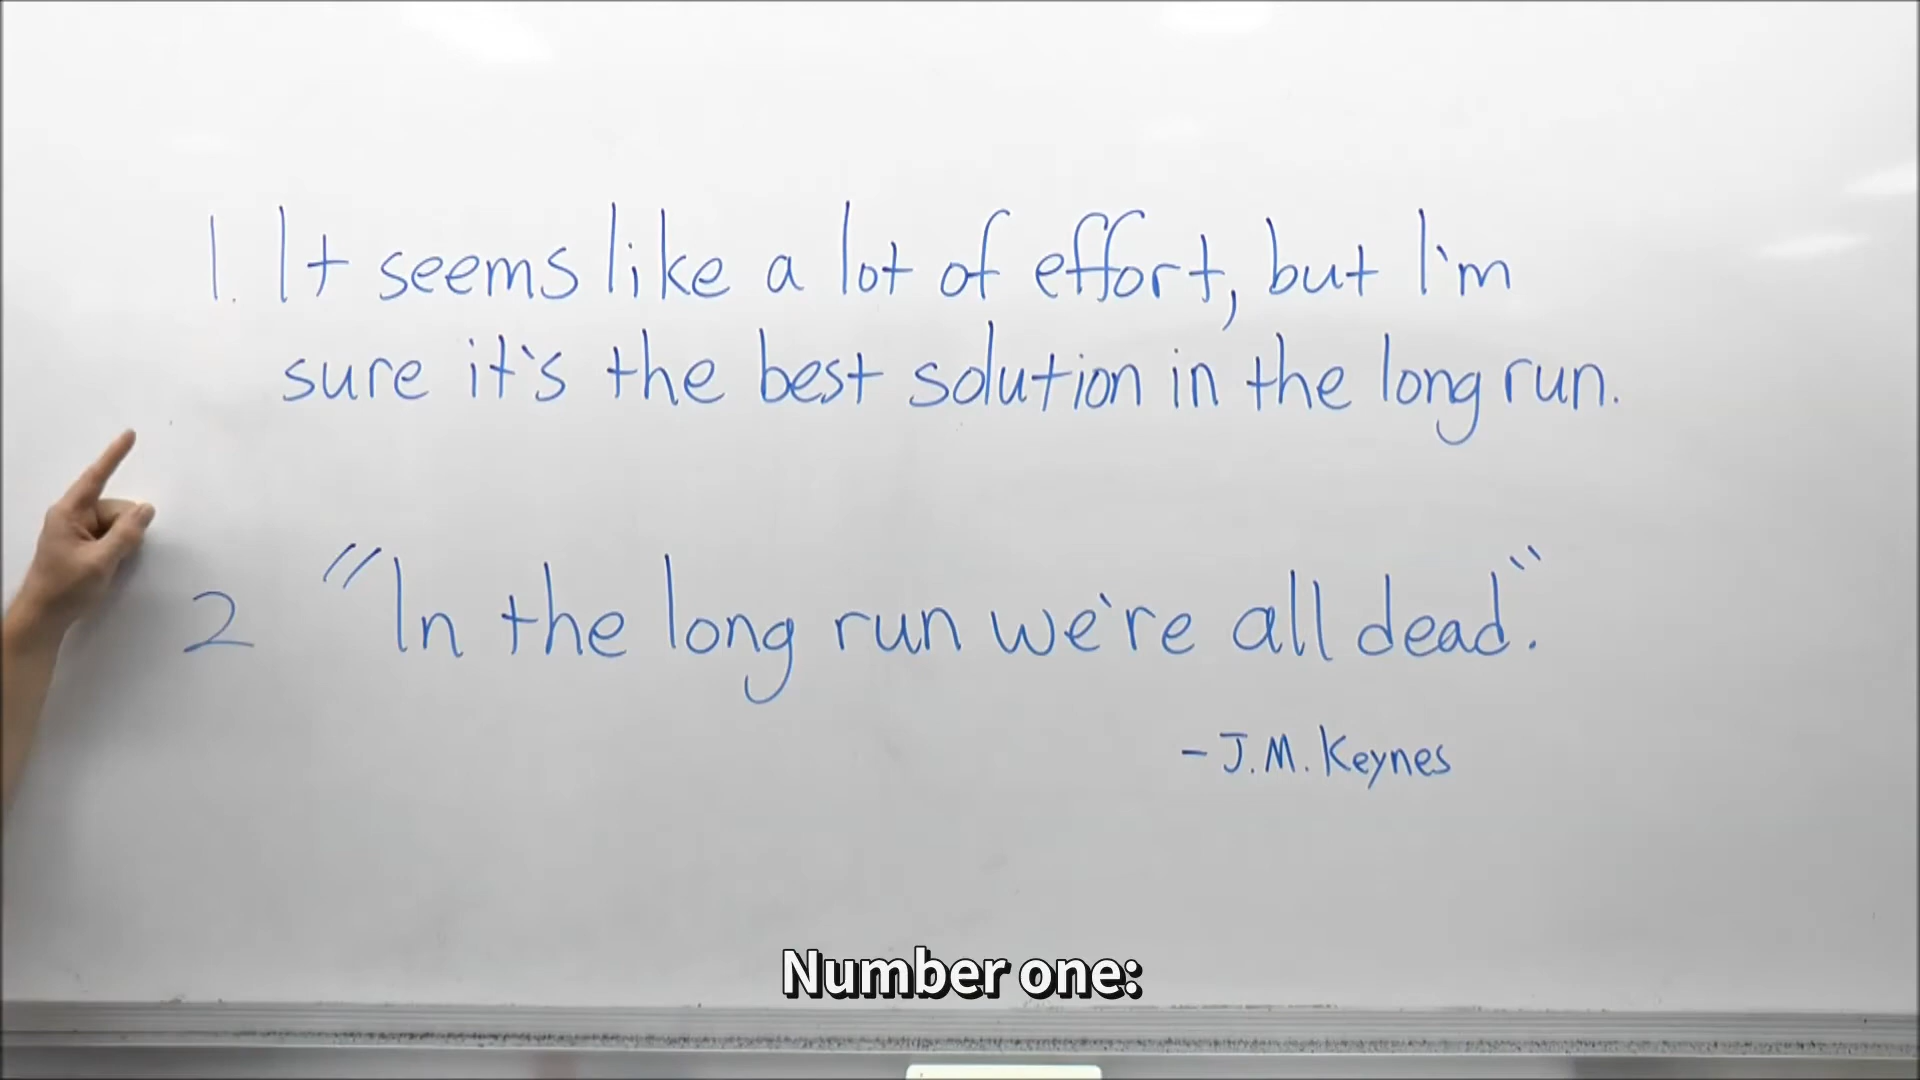 1. It seems like a lot of effort, but I'm
sure it's the best solution in the long run.
2 "In the long run we're all dead."
- J.M. Keynes
Number one: